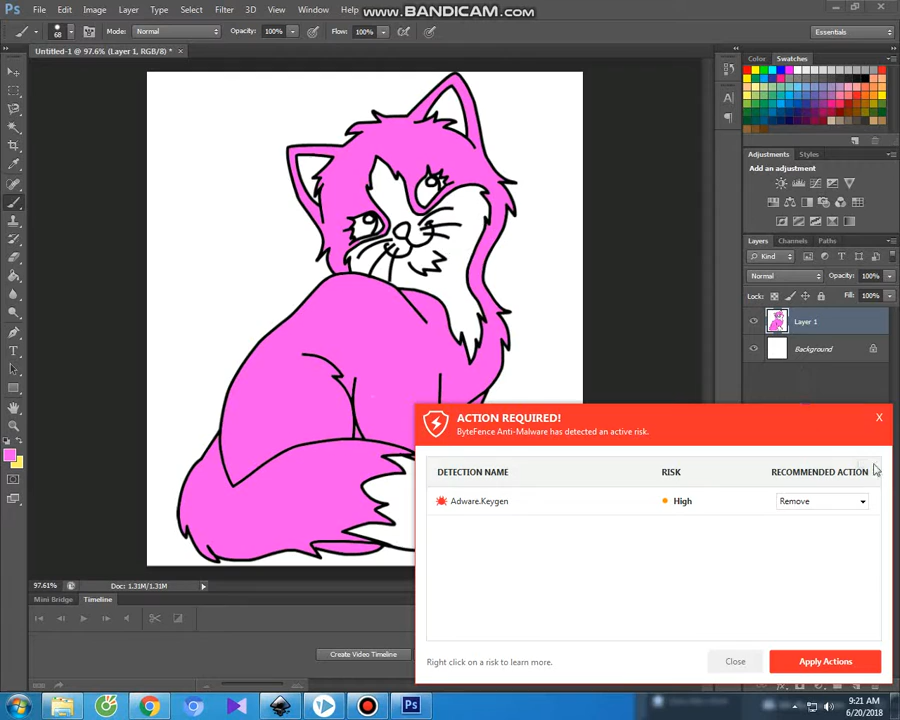 www.BANDICAM.com
Ps File Edit Image Layer Type Select Filter 3D View Window Help
68 Mode: Normal Opacity: 100% Flow: 100% Essentials
Untitled-1 @ 97.6% (Layer 1, RGB/8) * ×
Color Swatches
Adjustments Styles
Add an adjustment
Layers Channels Paths
Kind
Normal Opacity: 100%
Lock: Fill: 100%
Layer 1
Background
ACTION REQUIRED! X
ByteFence Anti-Malware has detected an active risk.
DETECTION NAME RISK RECOMMENDED ACTION
Adware.Keygen High Remove
Right click on a risk to learn more. Close Apply Actions
97.61% Doc: 1.31M/1.31M
Mini Bridge Timeline
Create Video Timeline
Ps
9:21 AM
6/20/2018